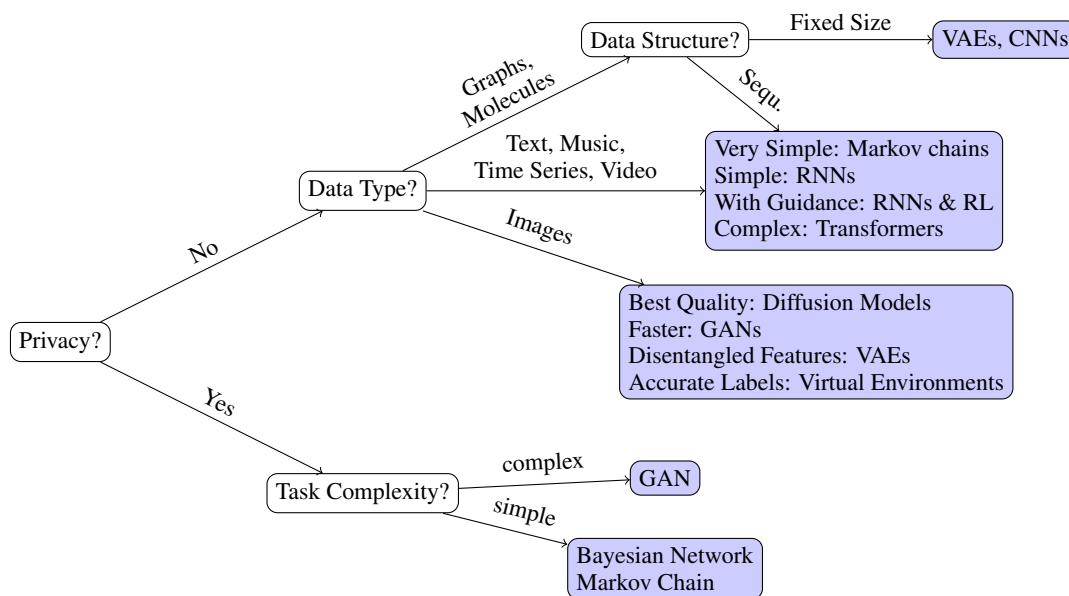 Data Structure?
Fixed Size
VAEs, CNNs
Graphs,
Molecules
Sequ.
Text, Music,
Time Series, Video
Very Simple: Markov chains
Simple: RNNs
With Guidance: RNNs & RL
Complex: Transformers
Data Type?
Images
No
Best Quality: Diffusion Models
Faster: GANs
Disentangled Features: VAEs
Accurate Labels: Virtual Environments
Privacy?
Yes
Task Complexity?
complex
GAN
simple
Bayesian Network
Markov Chain